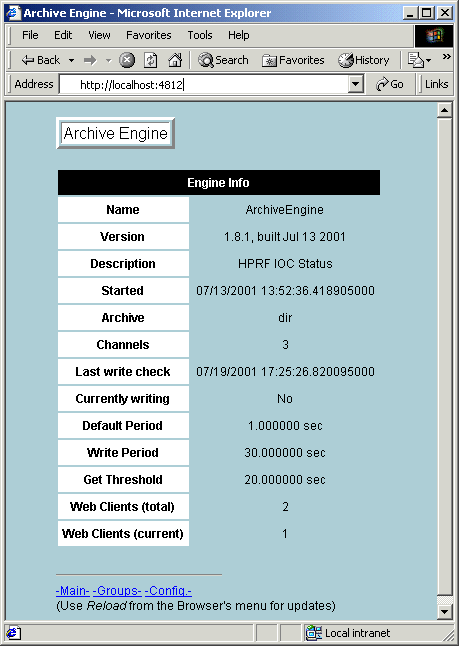 Archive Engine - Microsoft Internet Explorer
File Edit View Favorites Tools Help
Back Search Favorites History
Address http://localhost:4812 Go Links
Archive Engine
Engine Info
Name ArchiveEngine
Version 1.8.1, built Jul 13 2001
Description HPRF IOC Status
Started 07/13/2001 13:52:36.418905000
Archive dir
Channels 3
Last write check 07/19/2001 17:25:26.820095000
Currently writing No
Default Period 1.000000 sec
Write Period 30.000000 sec
Get Threshold 20.000000 sec
Web Clients (total) 2
Web Clients (current) 1
-Main- -Groups- -Config.-
(Use Reload from the Browser's menu for updates)
Local intranet